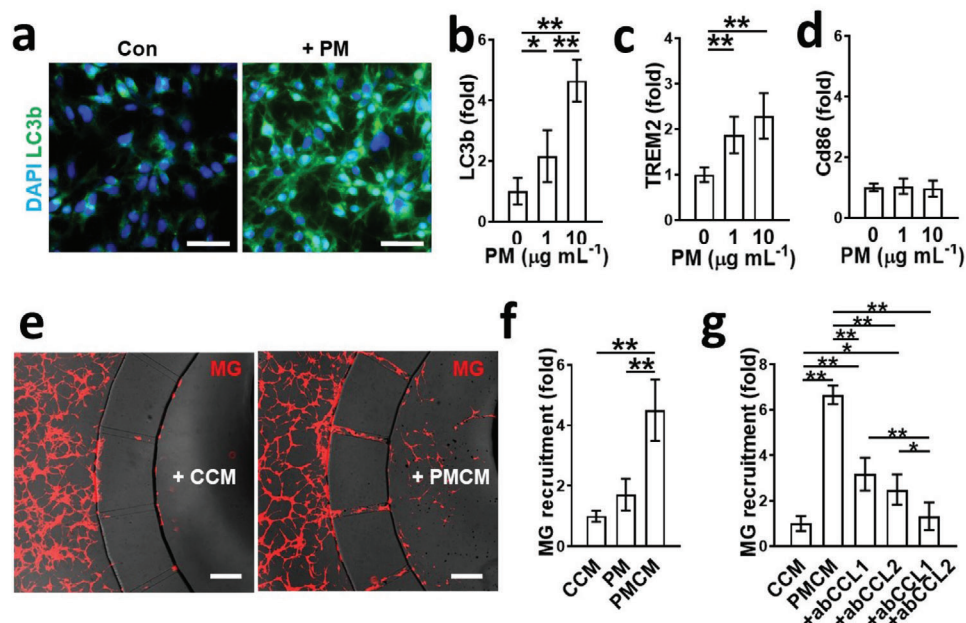 a
Con
+ PM
DAPI LC3b
b
LC3b (fold)
6
4
2
0
** 
* **
0 1 10
PM (μg mL⁻¹)
c
TREM2 (fold)
6
4
2
0
**
**
0 1 10
PM (μg mL⁻¹)
d
Cd86 (fold)
6
4
2
0
0 1 10
PM (μg mL⁻¹)
e
MG
+ CCM
MG
+ PMCM
f
MG recruitment (fold)
6
4
2
0
**
**
CCM
PM
PMCM
g
MG recruitment (fold)
8
6
4
2
0
**
**
**
*
**
**
**
*
CCM
PMCM
+abCCL1
+abCCL2
+abCCL1
+abCCL2